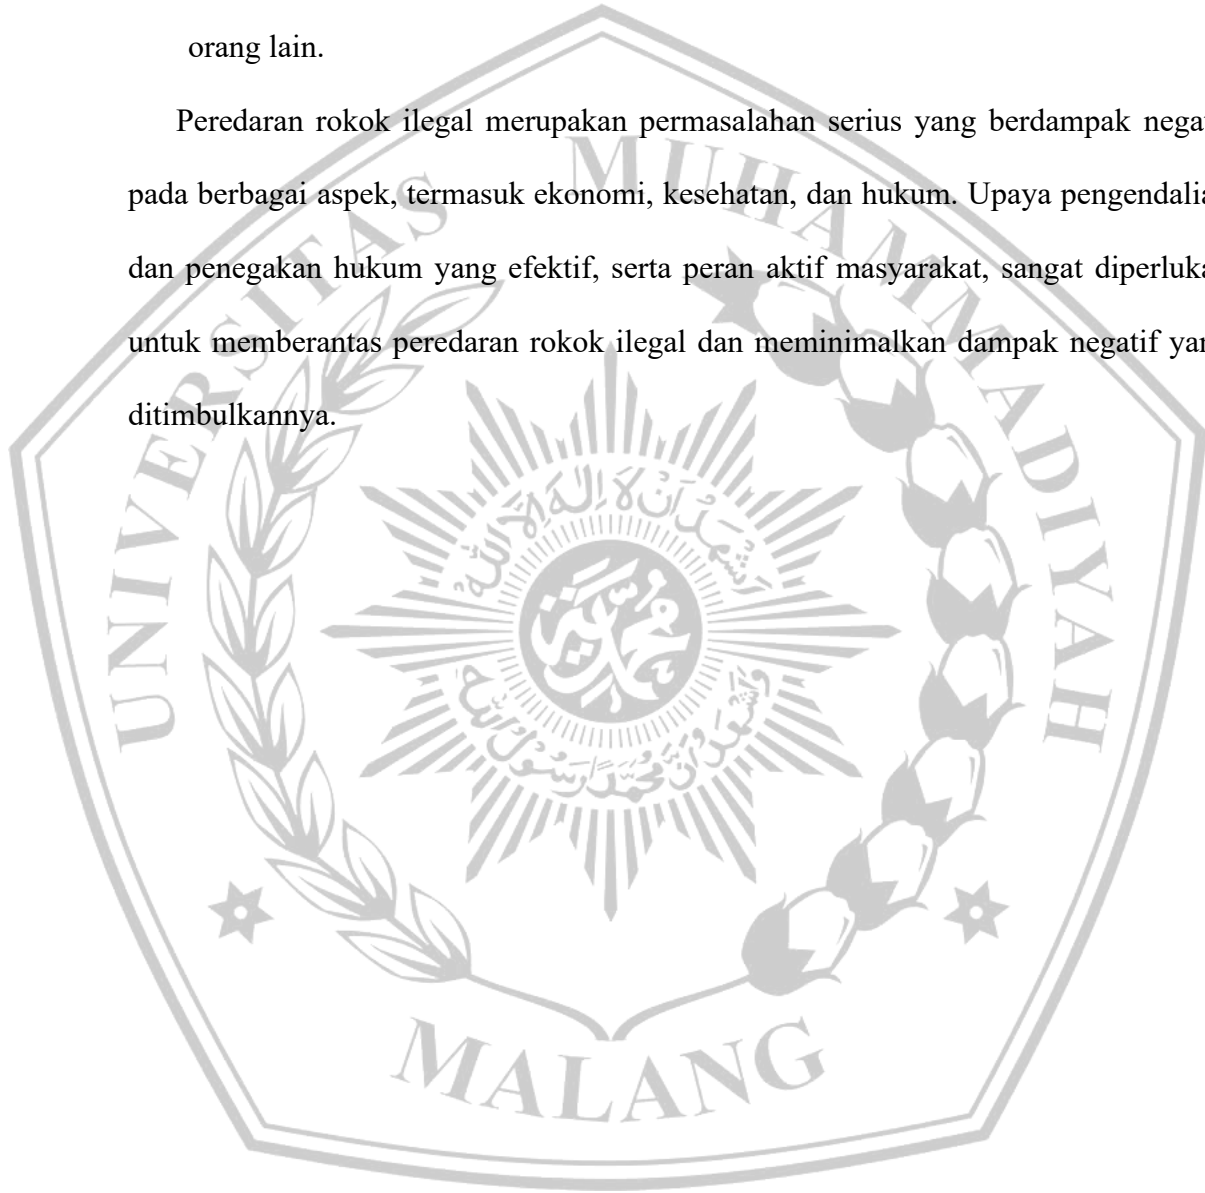 orang lain.
Peredaran rokok ilegal merupakan permasalahan serius yang berdampak nega
pada berbagai aspek, termasuk ekonomi, kesehatan, dan hukum. Upaya pengendalia
dan penegakan hukum yang efektif, serta peran aktif masyarakat, sangat diperluka
untuk memberantas peredaran rokok ilegal dan meminimalkan dampak negatif yan
ditimbulkannya.
UNIVERSITAS MUHAMMADIYAH
MALANG